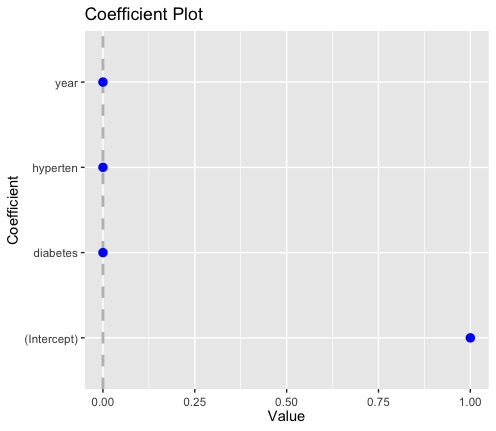 Coefficient Plot
Coefficient
year
hyperten
diabetes
(Intercept)
0.00 0.25 0.50 0.75 1.00
Value